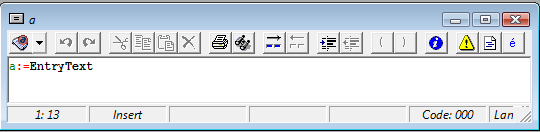 a
( ) i é
a:=EntryText
1: 13 Insert Code: 000 Lan